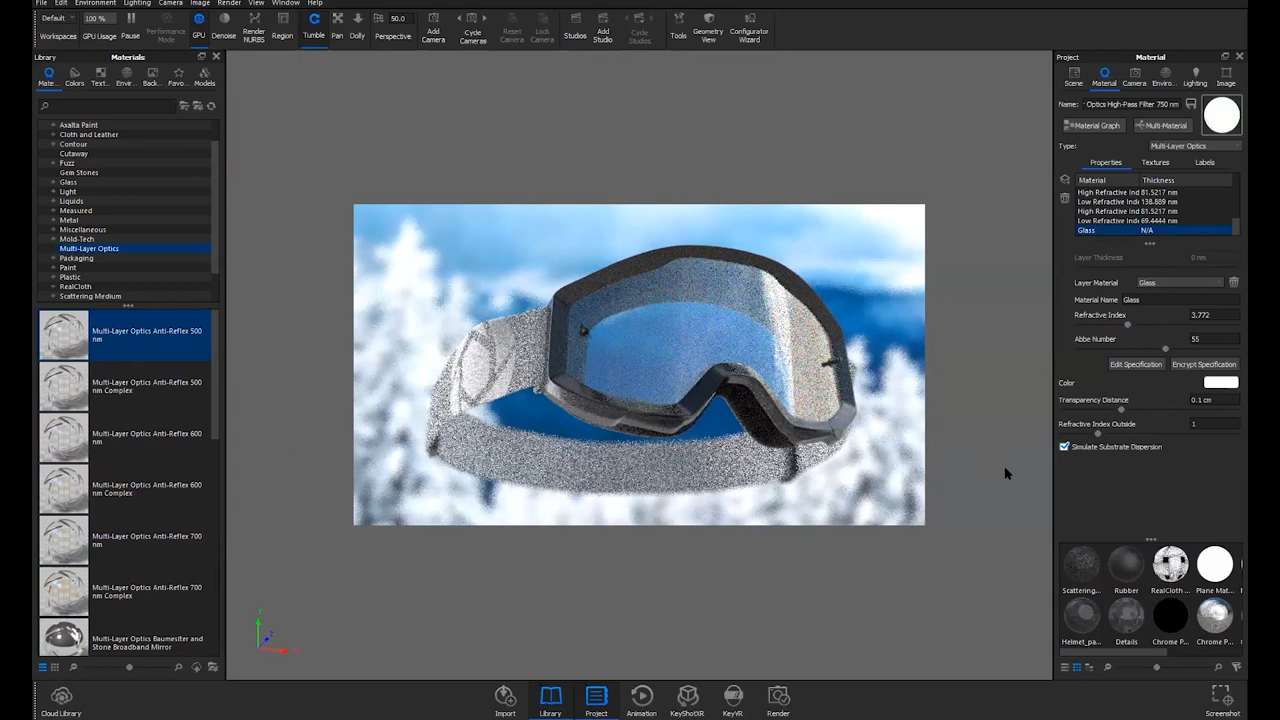 File Edit Environment Lighting Camera Image Render View Window Help
Default 100 % 50.0
Workspaces GPU Usage Pause Performance Mode GPU Denoise Render NURBS Region Tumble Pan Dolly Perspective Add Camera Cycle Cameras Reset Camera Lock Camera Studios Add Studio Cycle Studios Tools Geometry View Configurator Wizard
Library Materials
Mate... Colors Text... Envir... Back... Favo... Models
Axalta Paint
Cloth and Leather
Contour
Cutaway
Fuzz
Gem Stones
Glass
Light
Liquids
Measured
Metal
Miscellaneous
Mold-Tech
Multi-Layer Optics
Packaging
Paint
Plastic
RealCloth
Scattering Medium
Multi-Layer Optics Anti-Reflex 500 nm
Multi-Layer Optics Anti-Reflex 500 nm Complex
Multi-Layer Optics Anti-Reflex 600 nm
Multi-Layer Optics Anti-Reflex 600 nm Complex
Multi-Layer Optics Anti-Reflex 700 nm
Multi-Layer Optics Anti-Reflex 700 nm Complex
Multi-Layer Optics Baumesiter and Stone Broadband Mirror
Project Material
Scene Material Camera Enviro... Lighting Image
Name: Optics High-Pass Filter 750 nm
Material Graph Multi-Material
Type: Multi-Layer Optics
Properties Textures Labels
Material Thickness
High Refractive Ind 81.5217 nm
Low Refractive Inde 138.889 nm
High Refractive Ind 81.5217 nm
Low Refractive Inde 69.4444 nm
Glass N/A
Layer Thickness 0 nm
Layer Material Glass
Material Name Glass
Refractive Index 3.772
Abbe Number 55
Edit Specification Encrypt Specification
Color
Transparency Distance 0.1 cm
Refractive Index Outside 1
Simulate Substrate Dispersion
Scattering... Rubber RealCloth ... Plane Mat...
Helmet_pa... Details Chrome P... Chrome P...
Y
Z
Cloud Library Import Library Project Animation KeyShotXR KeyVR Render Screenshot